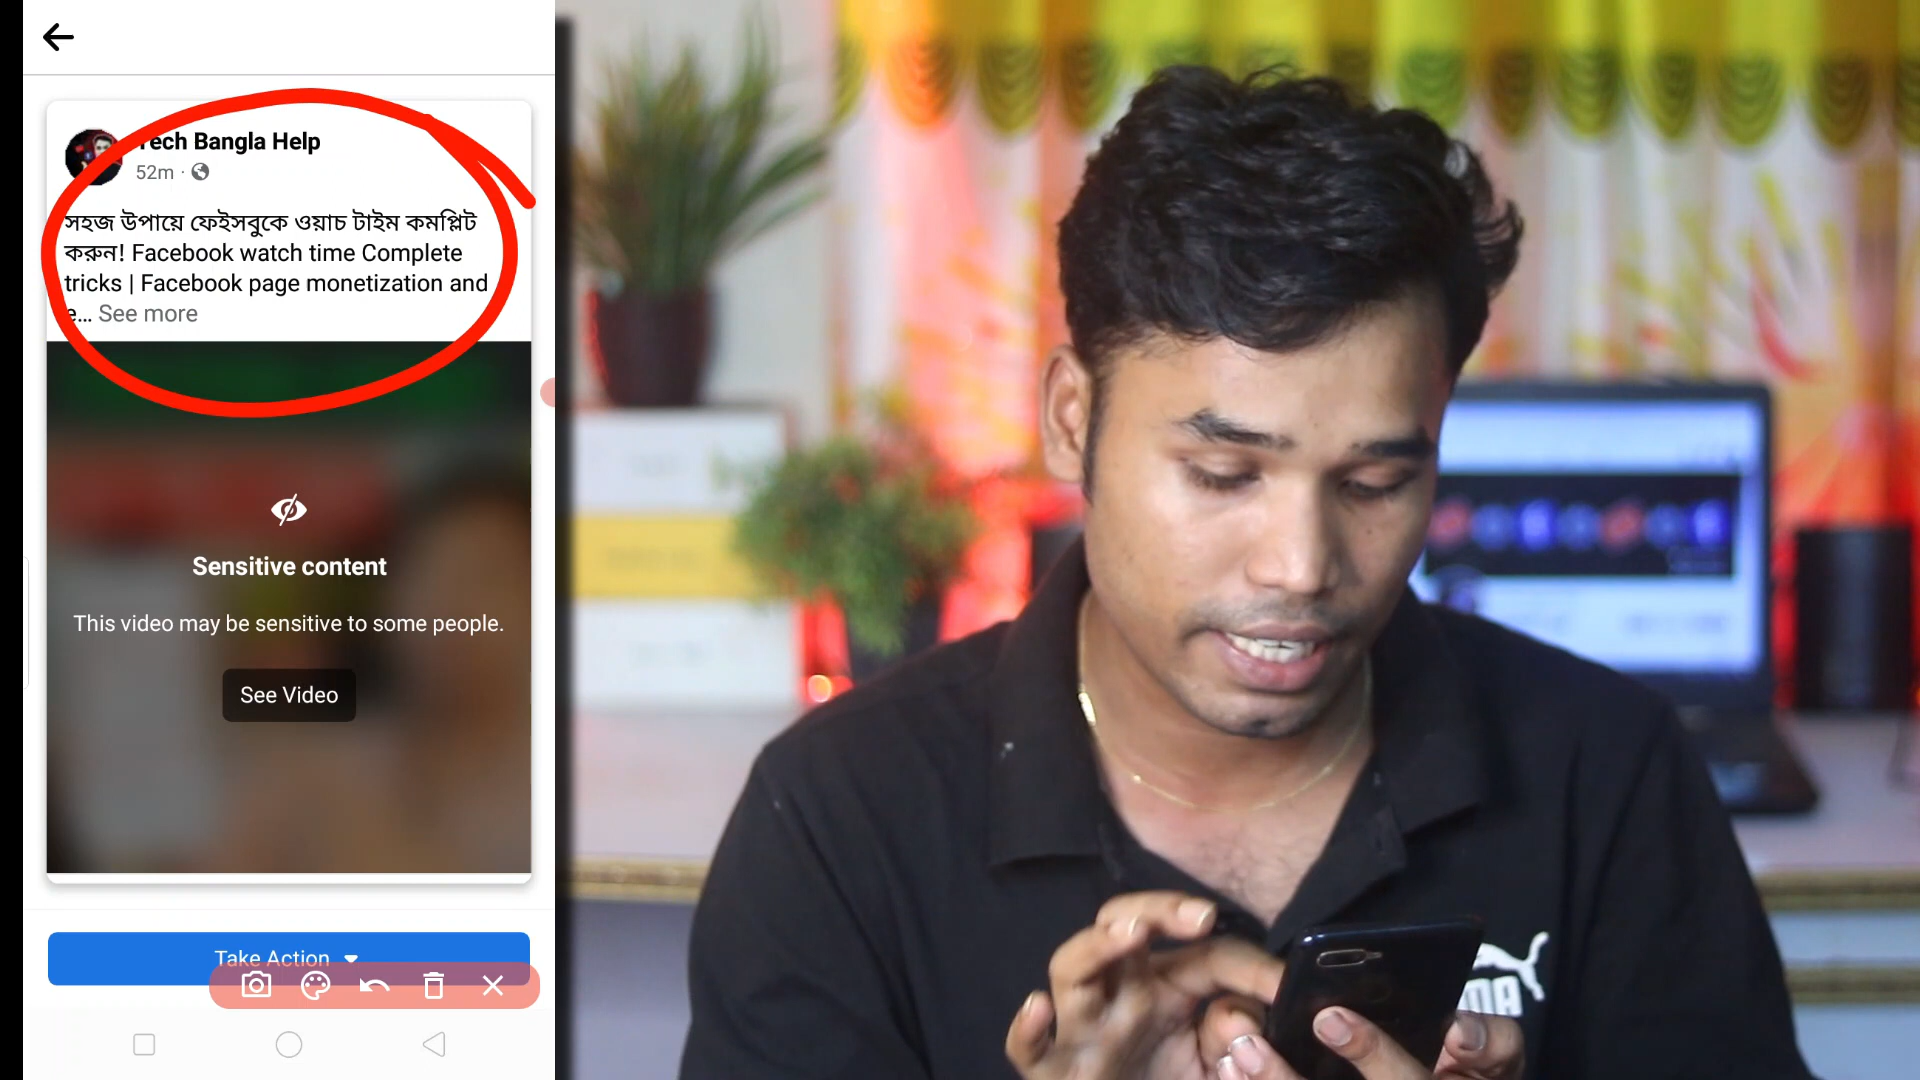 Tech Bangla Help
52m
সহজ উপায়ে ফেইসবুকে ওয়াচ টাইম কমপ্লিট
করুন! Facebook watch time Complete
tricks | Facebook page monetization and
e... See more
Sensitive content
This video may be sensitive to some people.
See Video
Take Action